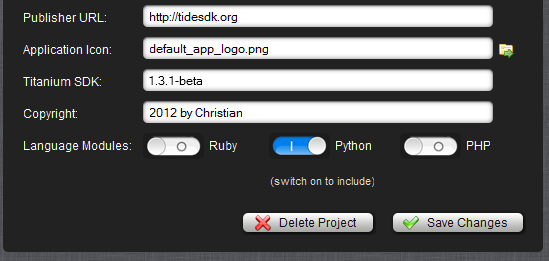 Publisher URL: http://tidesdk.org
Application Icon: default_app_logo.png
Titanium SDK: 1.3.1-beta
Copyright: 2012 by Christian
Language Modules: Ruby Python PHP
(switch on to include)
Delete Project Save Changes